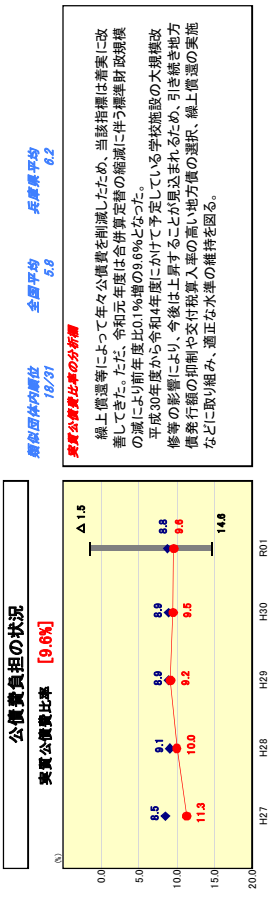 公債費負担の状況
実質公債費比率 [9.6%]
類似団体内順位 全国平均 兵庫県平均
16/31 5.8 6.2
実質公債費比率の分析欄
繰上償還等によって年々公債費を削減したため、当該指標は着実に改
善してきた。ただ、令和元年度は合併算定替の縮減に伴う標準財政規模
の減により前年度比0.1%増の9.6%となった。
平成30年度から令和4年度にかけて予定している学校施設の大規模改
修等の影響により、今後は上昇することが見込まれるため、引き続き地方
債発行額の抑制や交付税算入率の高い地方債の選択、繰上償還の実施
などに取り組み、適正な水準の維持を図る。
(%)
0.0
5.0
10.0
15.0
20.0
8.5
9.1
8.9
8.9
8.8
11.3
10.0
9.2
9.5
9.6
△ 1.5
14.6
H27 H28 H29 H30 R01